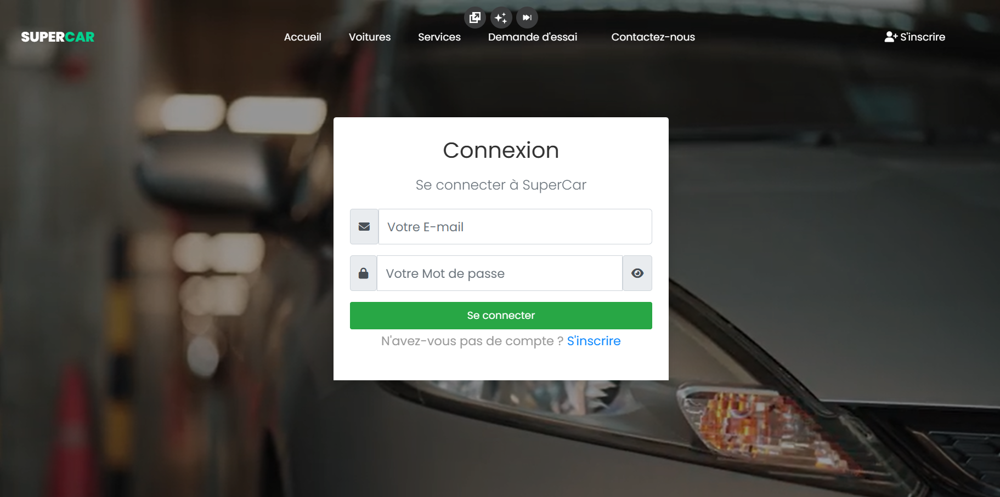 SUPERCAR
Accueil
Voitures
Services
Demande d'essai
Contactez-nous
S'inscrire
Connexion
Se connecter à SuperCar
Votre E-mail
Votre Mot de passe
Se connecter
N'avez-vous pas de compte ? S'inscrire